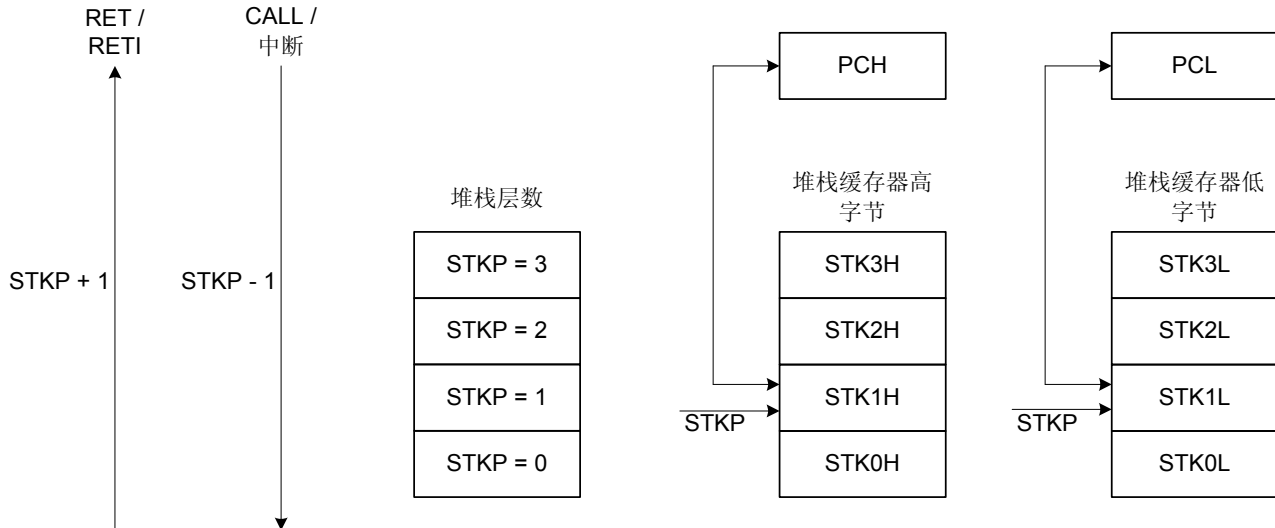 RET /
RETI
CALL /
中断
PCH
PCL
堆栈层数
堆栈缓存器高
字节
堆栈缓存器低
字节
STKP + 1
STKP - 1
STKP = 3
STK3H
STK3L
STKP = 2
STK2H
STK2L
STKP = 1
STK1H
STK1L
STKP
STKP
STKP = 0
STK0H
STK0L